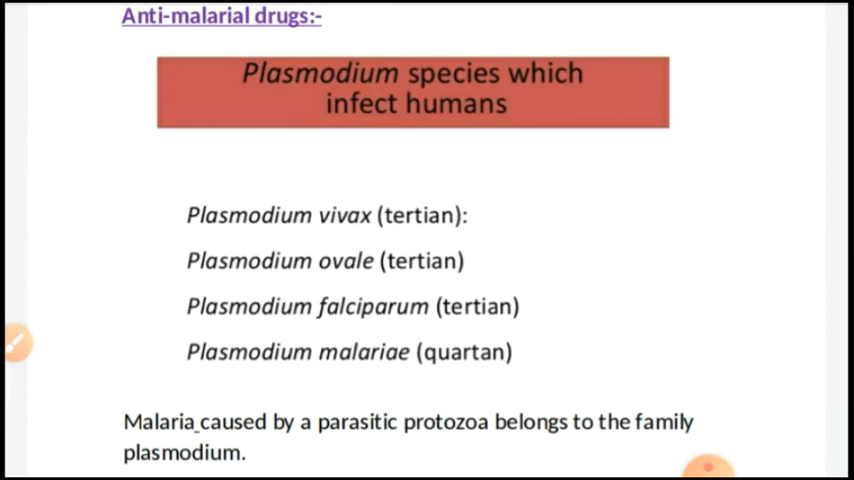 Anti-malarial drugs:-
Plasmodium species which
infect humans
Plasmodium vivax (tertian):
Plasmodium ovale (tertian)
Plasmodium falciparum (tertian)
Plasmodium malariae (quartan)
Malaria caused by a parasitic protozoa belongs to the family
plasmodium.